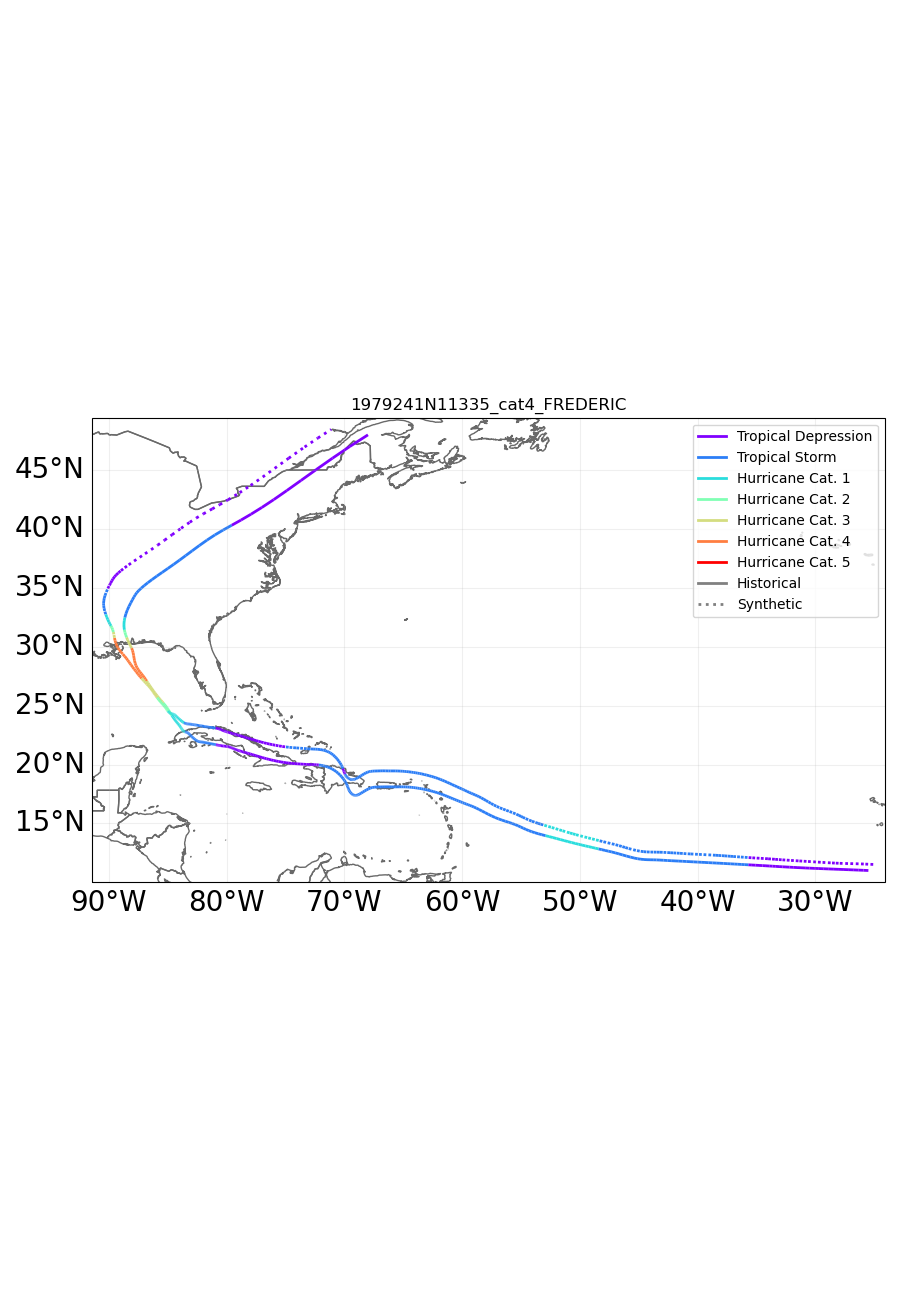 1979241N11335_cat4_FREDERIC
Tropical Depression
Tropical Storm
Hurricane Cat. 1
Hurricane Cat. 2
Hurricane Cat. 3
Hurricane Cat. 4
Hurricane Cat. 5
Historical
Synthetic
45°N
40°N
35°N
30°N
25°N
20°N
15°N
90°W 80°W 70°W 60°W 50°W 40°W 30°W